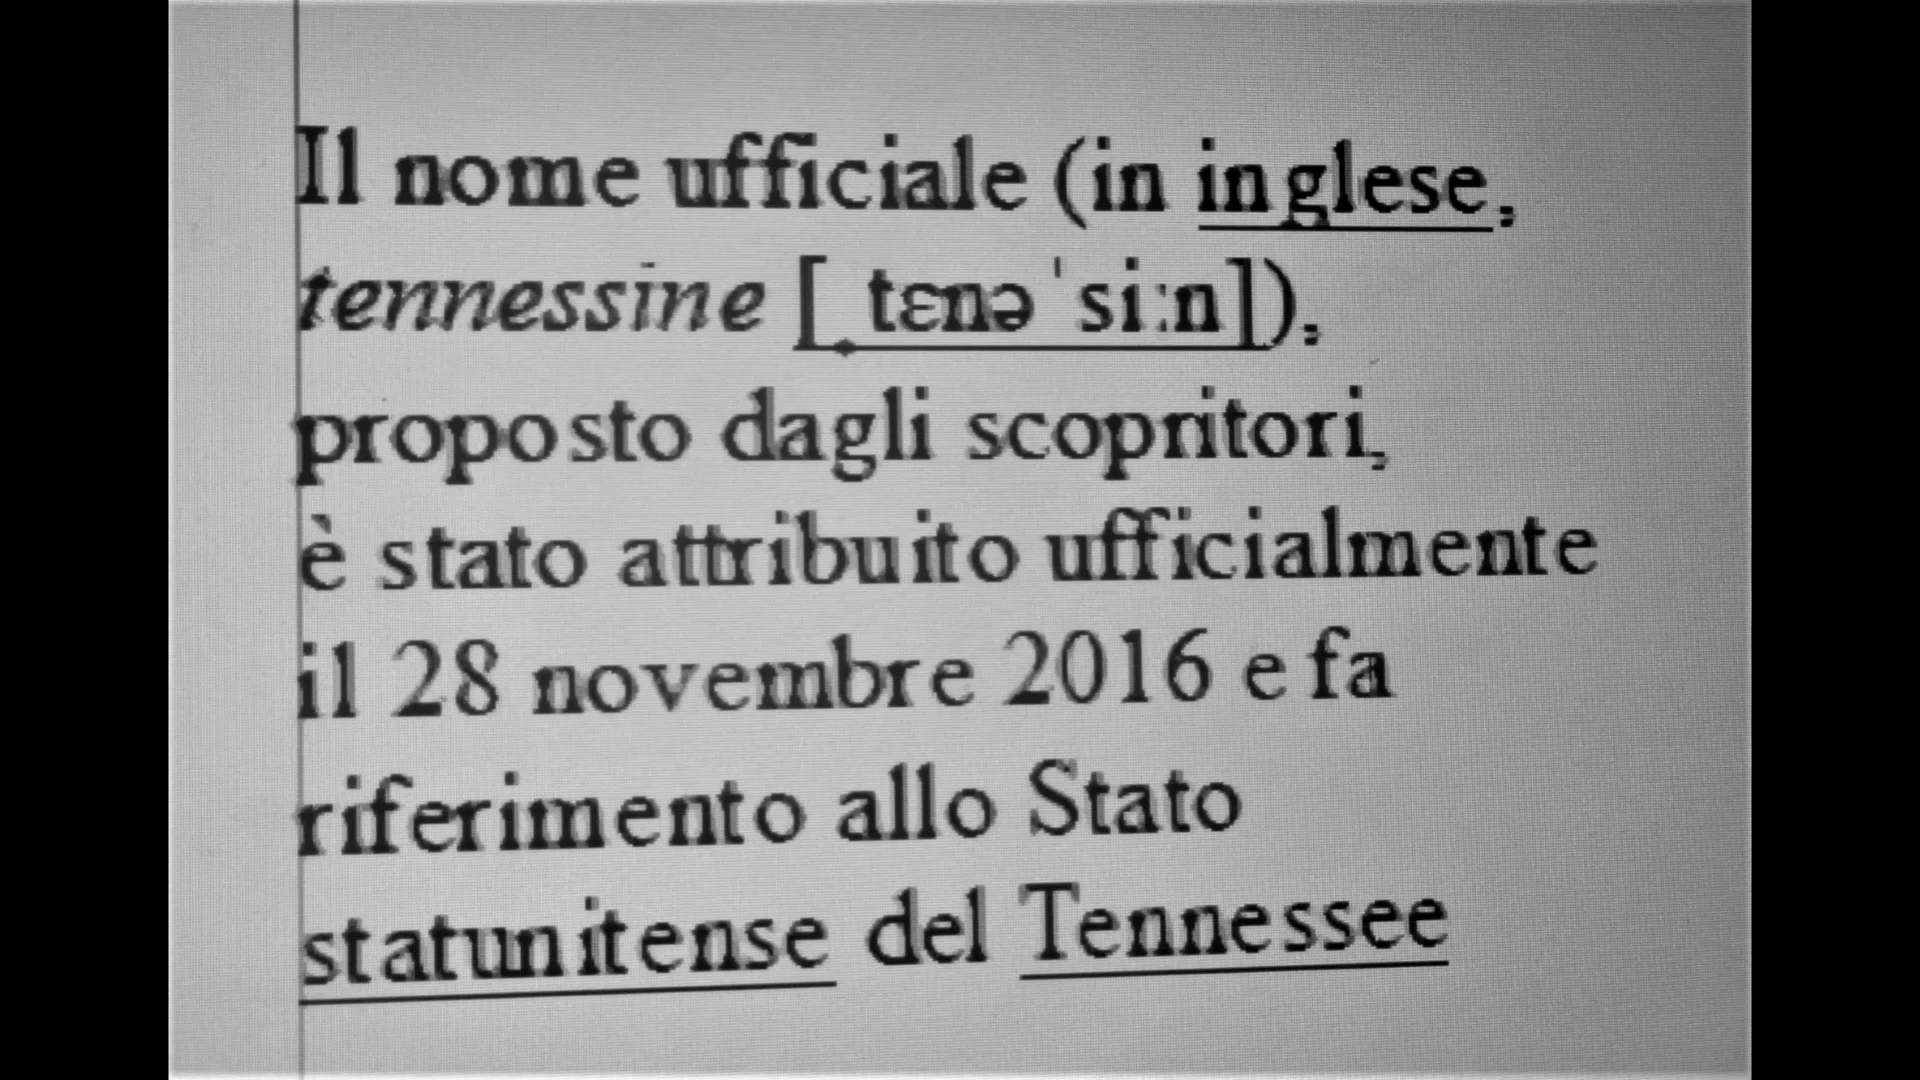 Il nome ufficiale (in inglese,
tennessine [ˌtɛnəˈsiːn]),
proposto dagli scopritori,
è stato attribuito ufficialmente
il 28 novembre 2016 e fa
riferimento allo Stato
statunitense del Tennessee